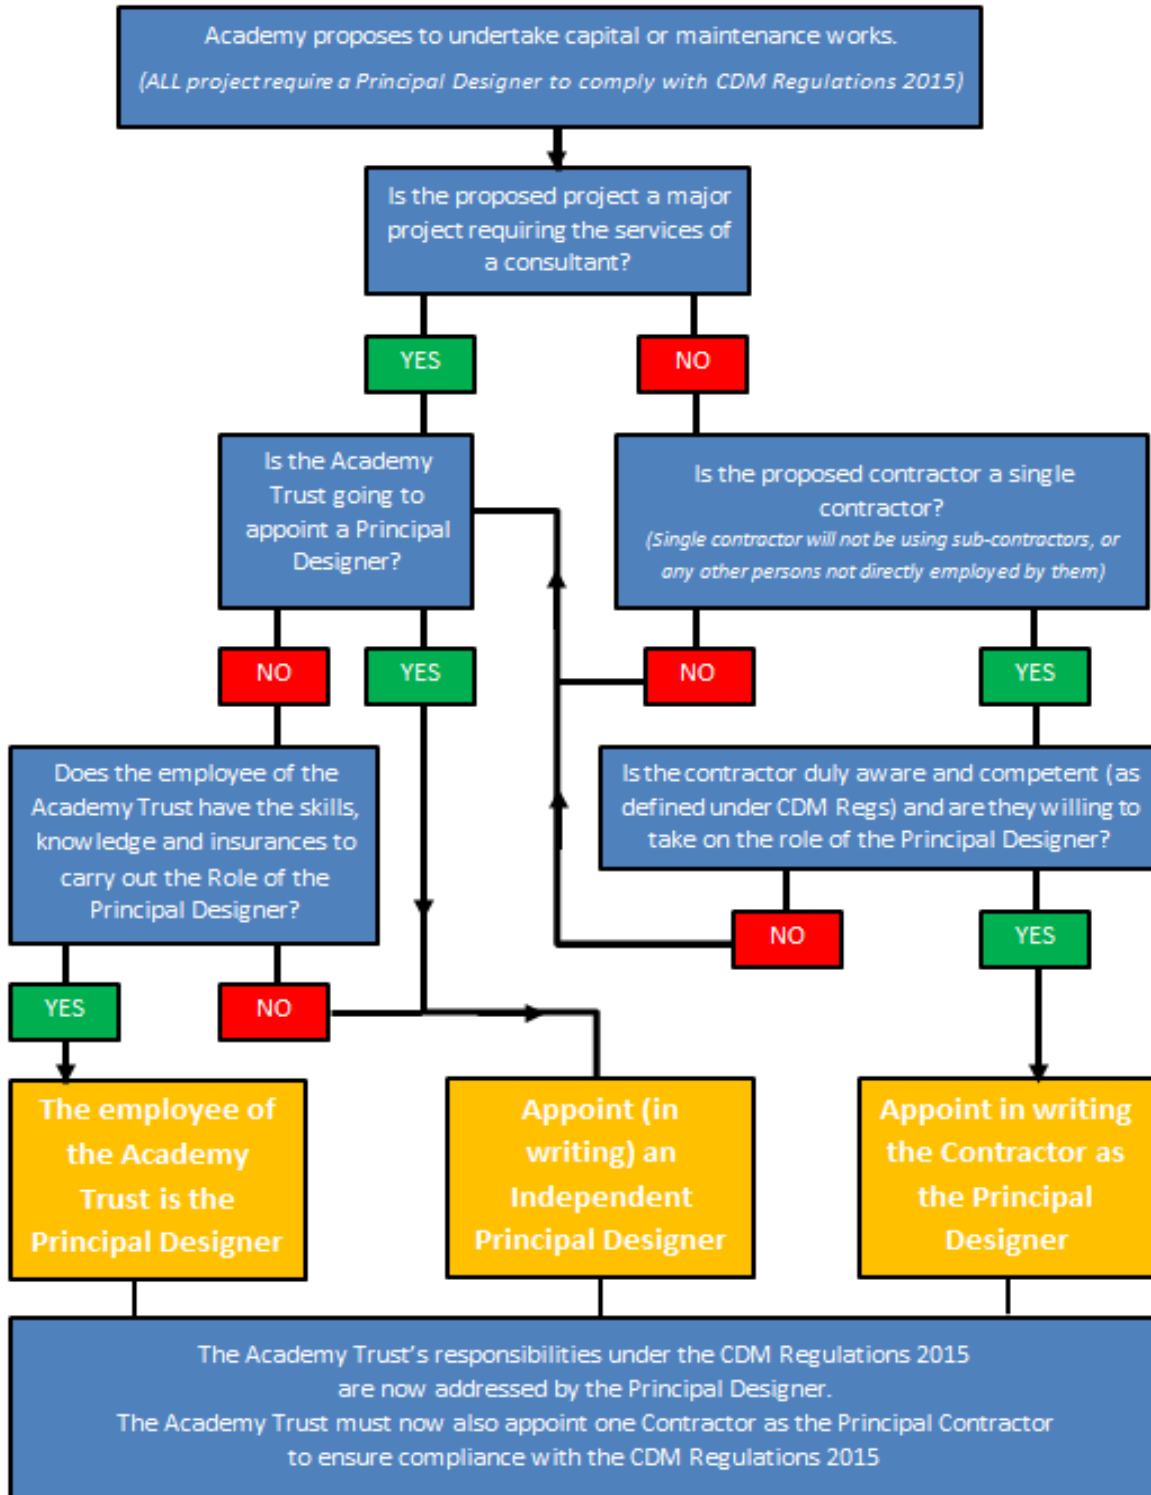 Academy proposes to undertake capital or maintenance works.
(ALL project require a Principal Designer to comply with CDM Regulations 2015)
Is the proposed project a major
project requiring the services of
a consultant?
YES
NO
Is the Academy
Trust going to
appoint a Principal
Designer?
Is the proposed contractor a single
contractor?
(Single contractor will not be using sub-contractors, or
any other persons not directly employed by them)
NO
YES
NO
YES
Does the employee of the
Academy Trust have the skills,
knowledge and insurances to
carry out the Role of the
Principal Designer?
Is the contractor duly aware and competent (as
defined under CDM Regs) and are they willing to
take on the role of the Principal Designer?
NO
YES
YES
NO
The employee of
the Academy
Trust is the
Principal Designer
Appoint (in
writing) an
Independent
Principal Designer
Appoint in writing
the Contractor as
the Principal
Designer
The Academy Trust's responsibilities under the CDM Regulations 2015
are now addressed by the Principal Designer.
The Academy Trust must now also appoint one Contractor as the Principal Contractor
to ensure compliance with the CDM Regulations 2015